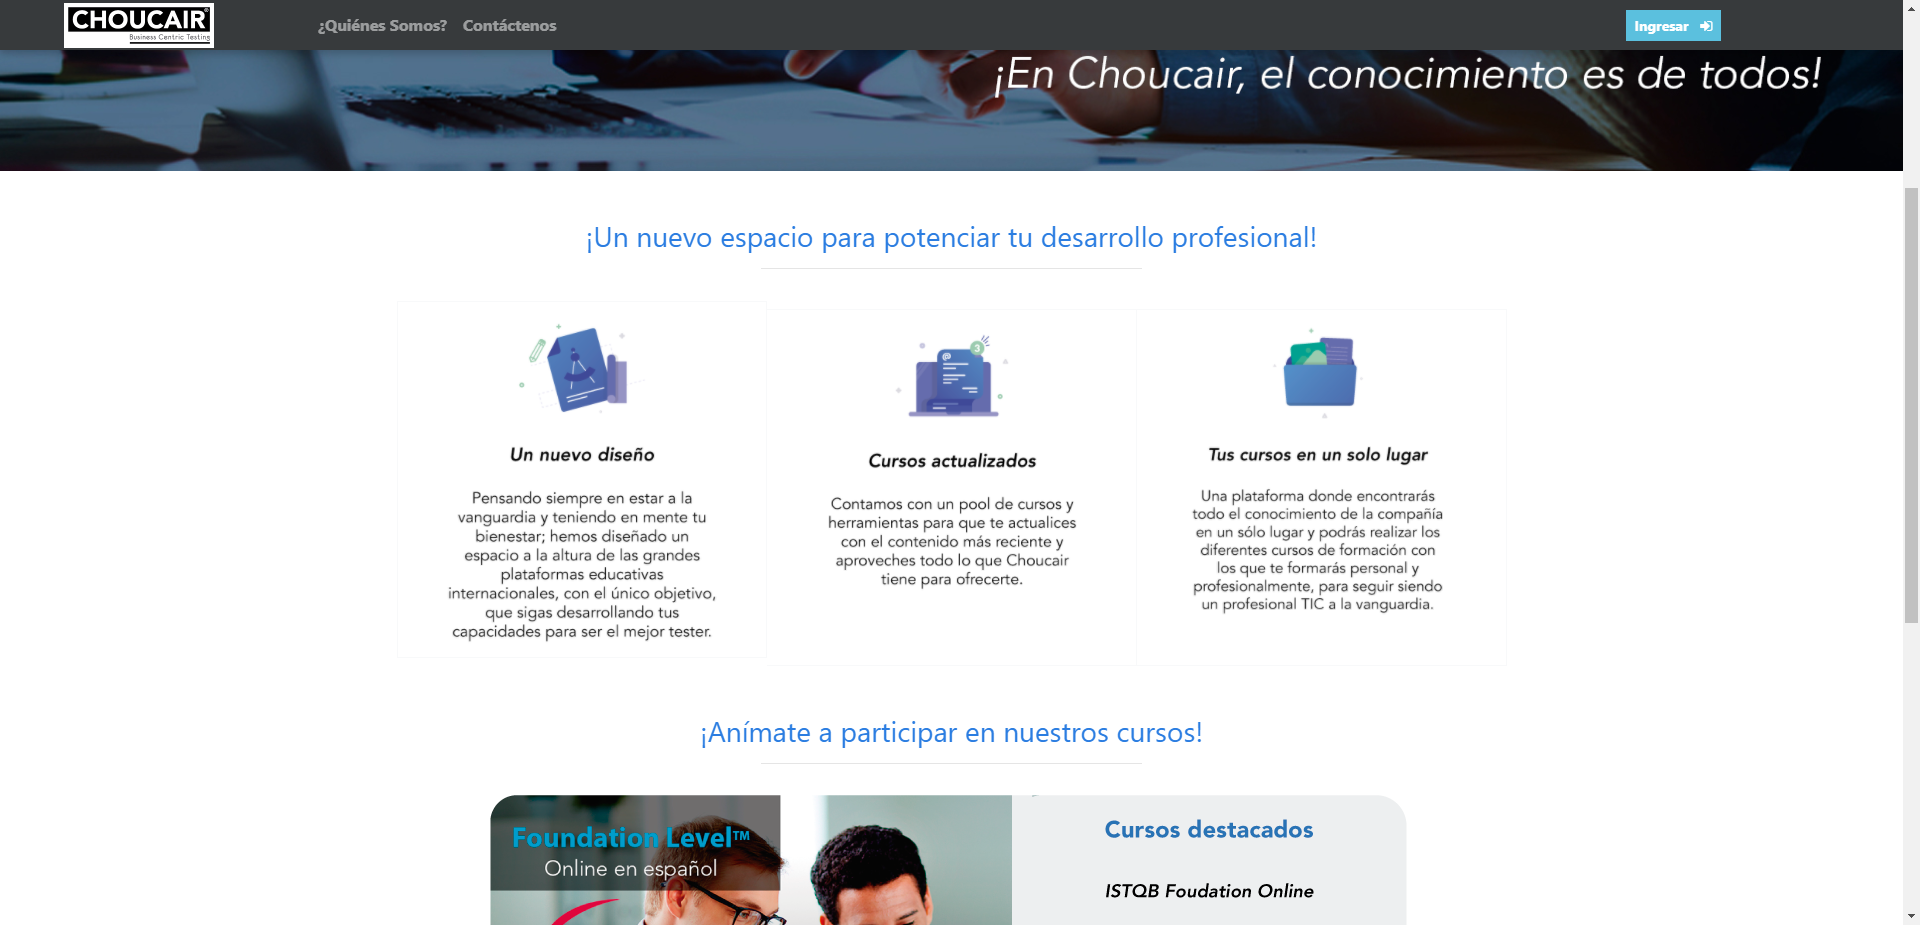 CHOUCAIR®
Business Centric Testing
¿Quiénes Somos?
Contáctenos
Ingresar
¡En Choucair, el conocimiento es de todos!
¡Un nuevo espacio para potenciar tu desarrollo profesional!
Un nuevo diseño
Pensando siempre en estar a la
vanguardia y teniendo en mente tu
bienestar; hemos diseñado un
espacio a la altura de las grandes
plataformas educativas
internacionales, con el único objetivo,
que sigas desarrollando tus
capacidades para ser el mejor tester.
3
@
Cursos actualizados
Contamos con un pool de cursos y
herramientas para que te actualices
con el contenido más reciente y
aproveches todo lo que Choucair
tiene para ofrecerte.
Tus cursos en un solo lugar
Una plataforma donde encontrarás
todo el conocimiento de la compañía
en un sólo lugar y podrás realizar los
diferentes cursos de formación con
los que te formarás personal y
profesionalmente, para seguir siendo
un profesional TIC a la vanguardia.
¡Anímate a participar en nuestros cursos!
Foundation Level™
Online en español
Cursos destacados
ISTQB Foudation Online